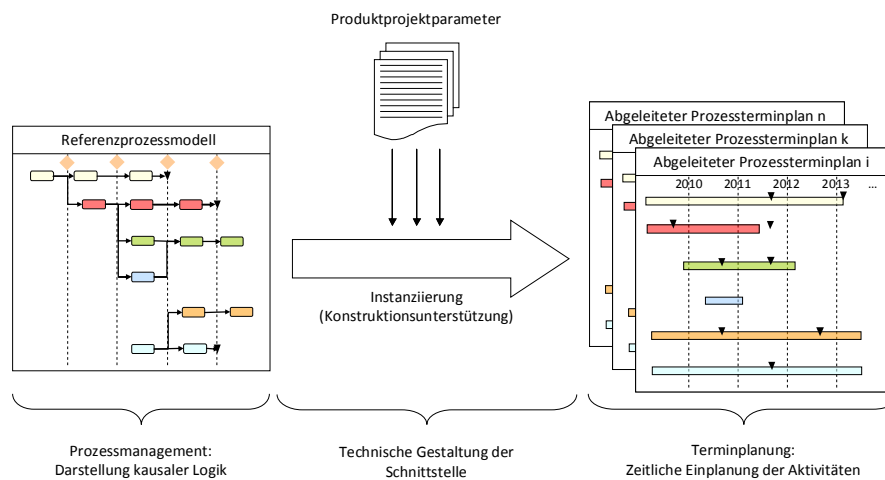 Produktprojektparameter
Referenzprozessmodell
Instanziierung
(Konstruktionsunterstützung)
Abgeleiteter Prozessterminplan n
Abgeleiteter Prozessterminplan k
Abgeleiteter Prozessterminplan i
2010 2011 2012 2013 ...
Prozessmanagement:
Darstellung kausaler Logik
Technische Gestaltung der
Schnittstelle
Terminplanung:
Zeitliche Einplanung der Aktivitäten